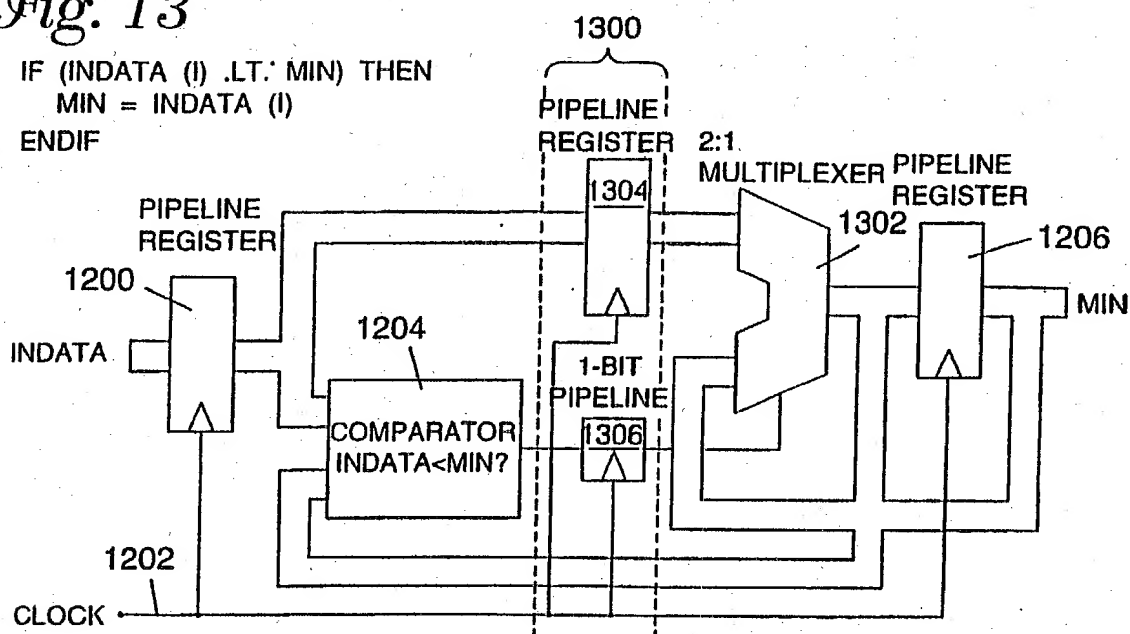 Fig. 13
1300
IF (INDATA (I) .LT. MIN) THEN
MIN = INDATA (I)
ENDIF
PIPELINE
REGISTER
2:1
MULTIPLEXER
PIPELINE
REGISTER
1304
1302
1206
PIPELINE
REGISTER
1200
INDATA
MIN
1204
COMPARATOR
INDATA<MIN?
1-BIT
PIPELINE
1306
1202
CLOCK